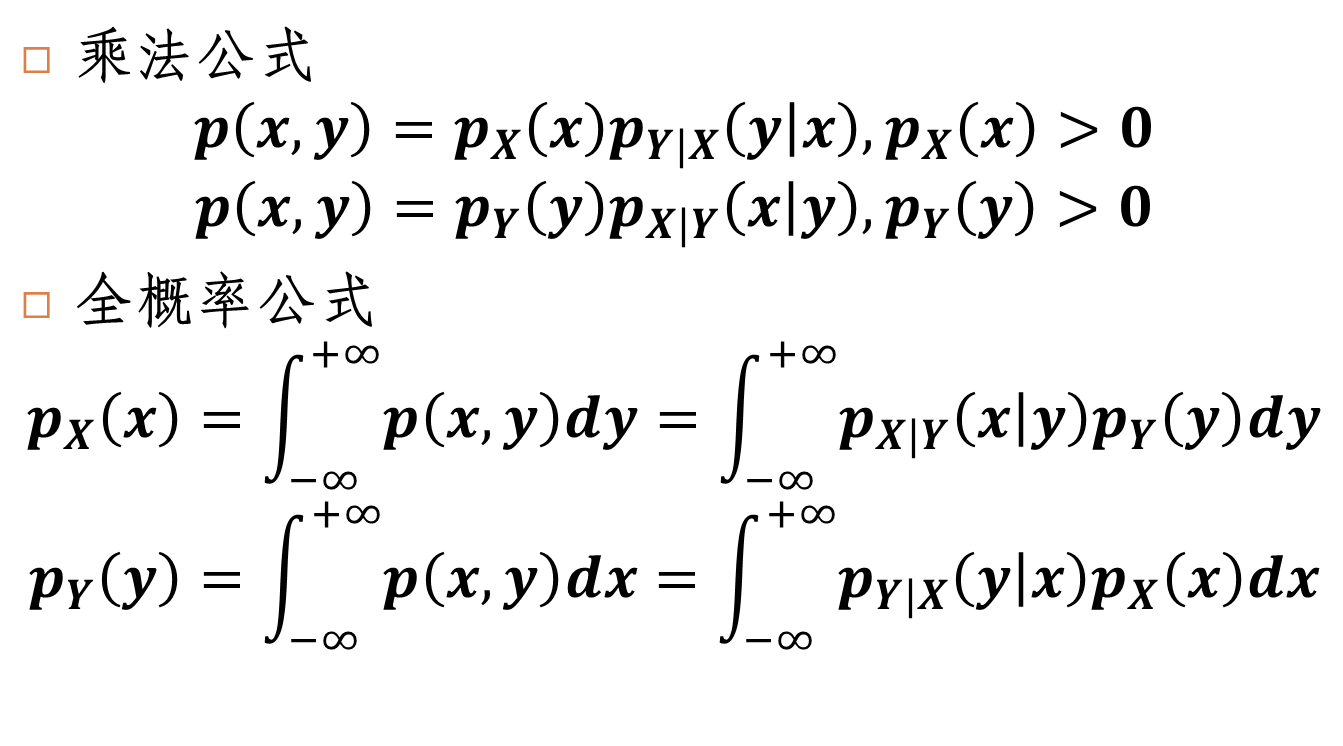 □ 乘法公式
p(x, y) = p_X(x)p_{Y|X}(y|x), p_X(x) > 0
p(x, y) = p_Y(y)p_{X|Y}(x|y), p_Y(y) > 0
□ 全概率公式
p_X(x) = ∫_{−∞}^{+∞} p(x, y)dy = ∫_{−∞}^{+∞} p_{X|Y}(x|y)p_Y(y)dy
p_Y(y) = ∫_{−∞}^{+∞} p(x, y)dx = ∫_{−∞}^{+∞} p_{Y|X}(y|x)p_X(x)dx